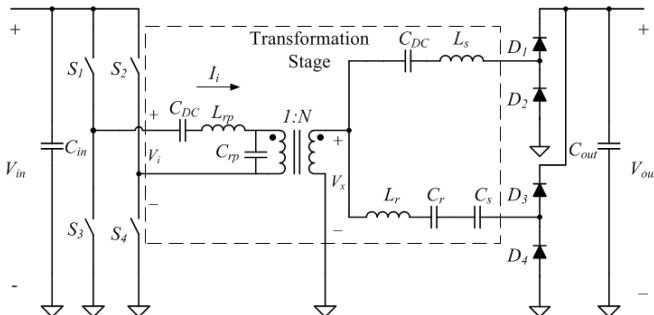 Transformation
Stage
+
+
S1
S2
Ii
CDC
Ls
D1
D2
CDC
Lrp
1:N
+
+
Vin
Cin
Vi
Crp
Vx
Cout
Vou
Lr
Cr
Cs
D3
S3
S4
–
–
D4
-
–